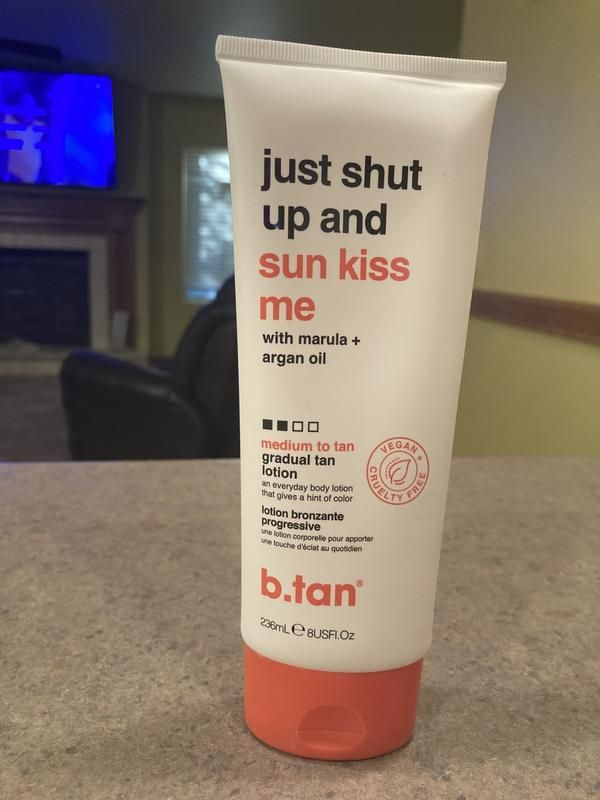 just shut
up and
sun kiss
me
with marula +
argan oil
medium to tan
gradual tan
lotion
an everyday body lotion
that gives a hint of color
VEGAN +
CRUELTY FREE
lotion bronzante
progressive
une lotion corporelle pour apporter
une touche d'éclat au quotidien
b.tan®
236mL ℮ 8USFl.Oz